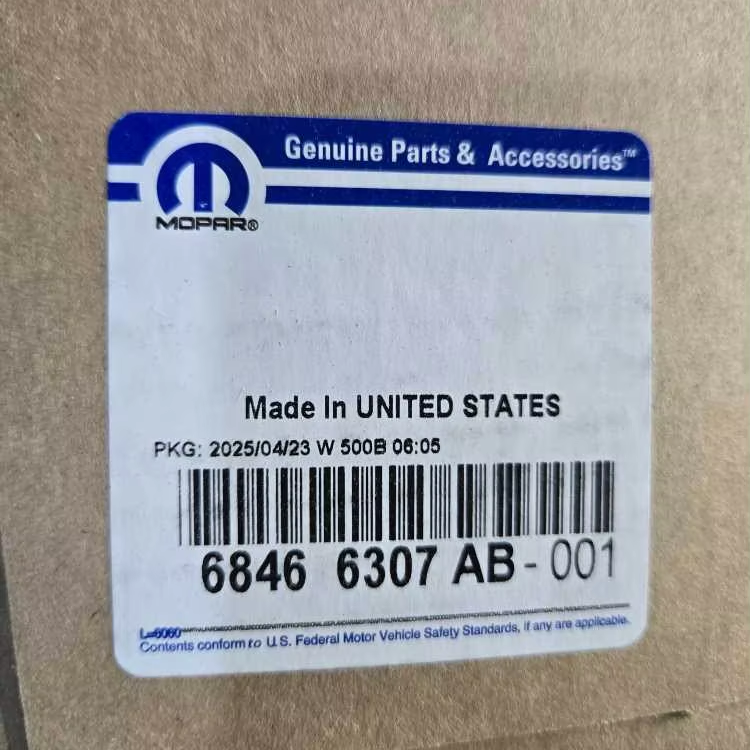 Genuine Parts & Accessories™
MOPAR®
Made In UNITED STATES
PKG: 2025/04/23 W 500B 06:05
6846 6307 AB - 001
L=6060
Contents conform to U.S. Federal Motor Vehicle Safety Standards, if any are applicable.